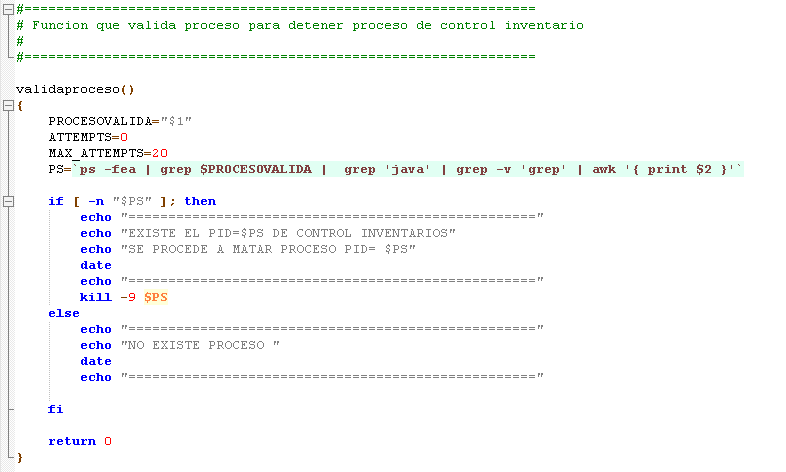 #================================================================
# Funcion que valida proceso para detener proceso de control inventario
#
#================================================================
validaproceso()
{
    PROCESOVALIDA="$1"
    ATTEMPTS=0
    MAX_ATTEMPTS=20
    PS=`ps -fea | grep $PROCESOVALIDA |  grep 'java' | grep -v 'grep' | awk '{ print $2 }'`
    if [ -n "$PS" ]; then
        echo "==================================================="
        echo "EXISTE EL PID=$PS DE CONTROL INVENTARIOS"
        echo "SE PROCEDE A MATAR PROCESO PID= $PS"
        date
        echo "==================================================="
        kill -9 $PS
    else
        echo "==================================================="
        echo "NO EXISTE PROCESO "
        date
        echo "==================================================="
    fi
    return 0
}